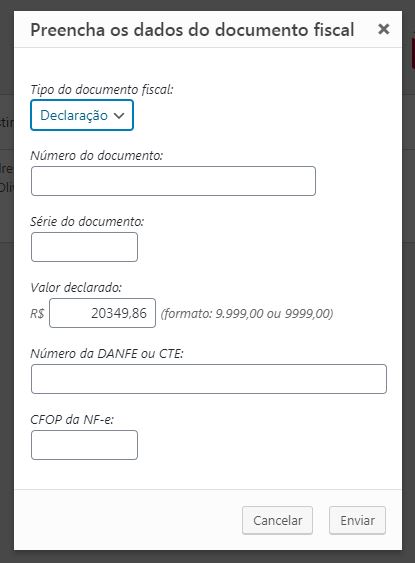 Preencha os dados do documento fiscal ×
Tipo do documento fiscal:
Declaração
Número do documento:
Série do documento:
Valor declarado:
R$ 20349,86 (formato: 9.999,00 ou 9999,00)
Número da DANFE ou CTE:
CFOP da NF-e:
Cancelar Enviar